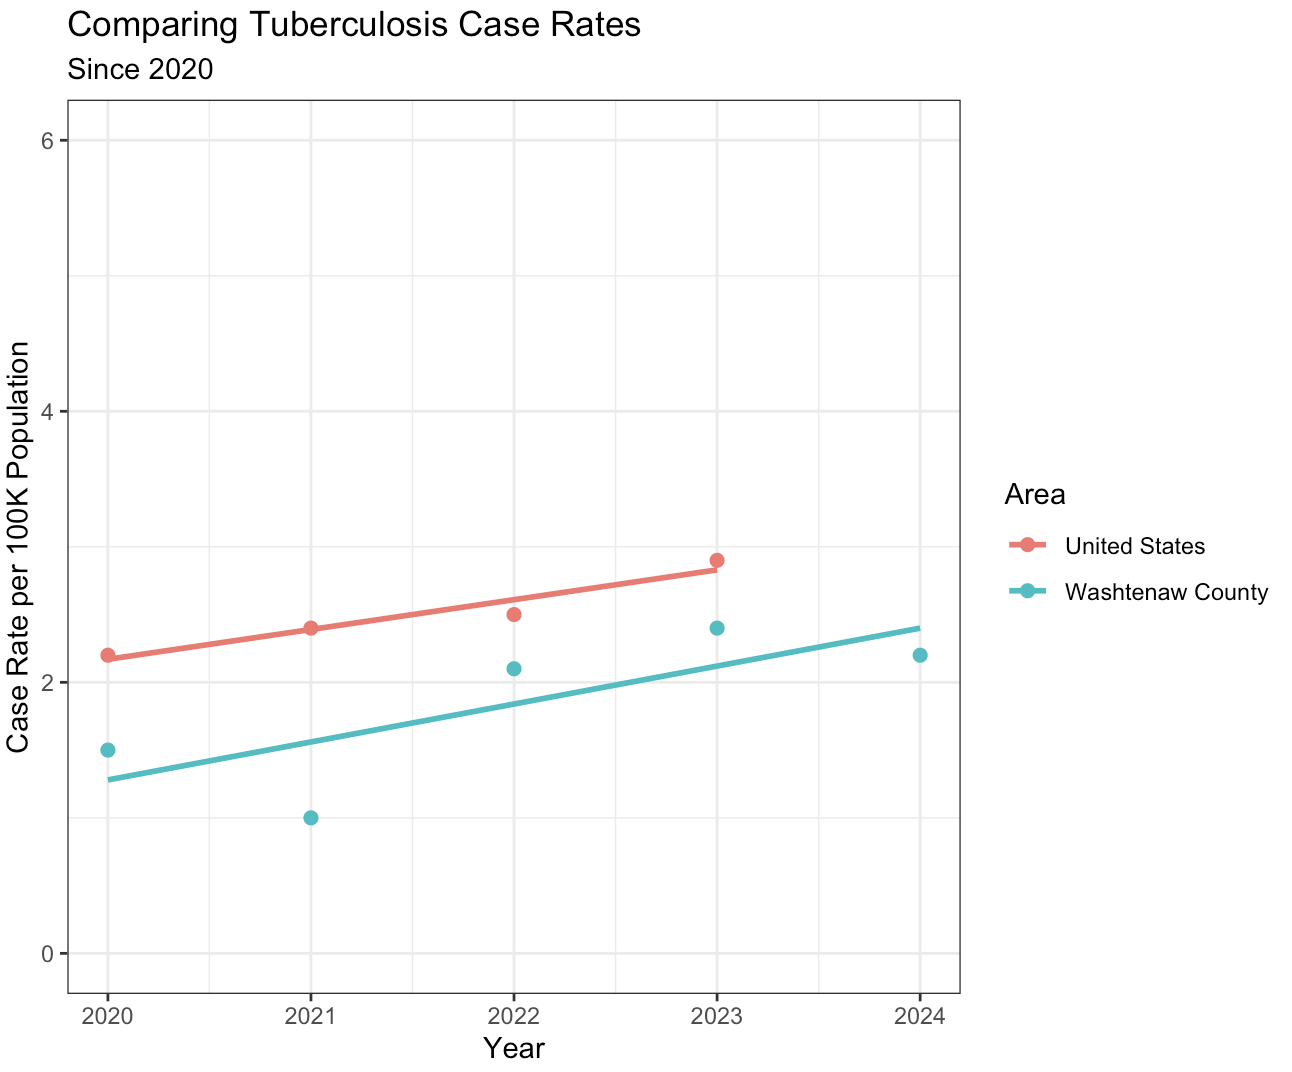 Comparing Tuberculosis Case Rates
Since 2020
Case Rate per 100K Population
6
4
2
0
2020
2021
2022
2023
2024
Year
Area
United States
Washtenaw County